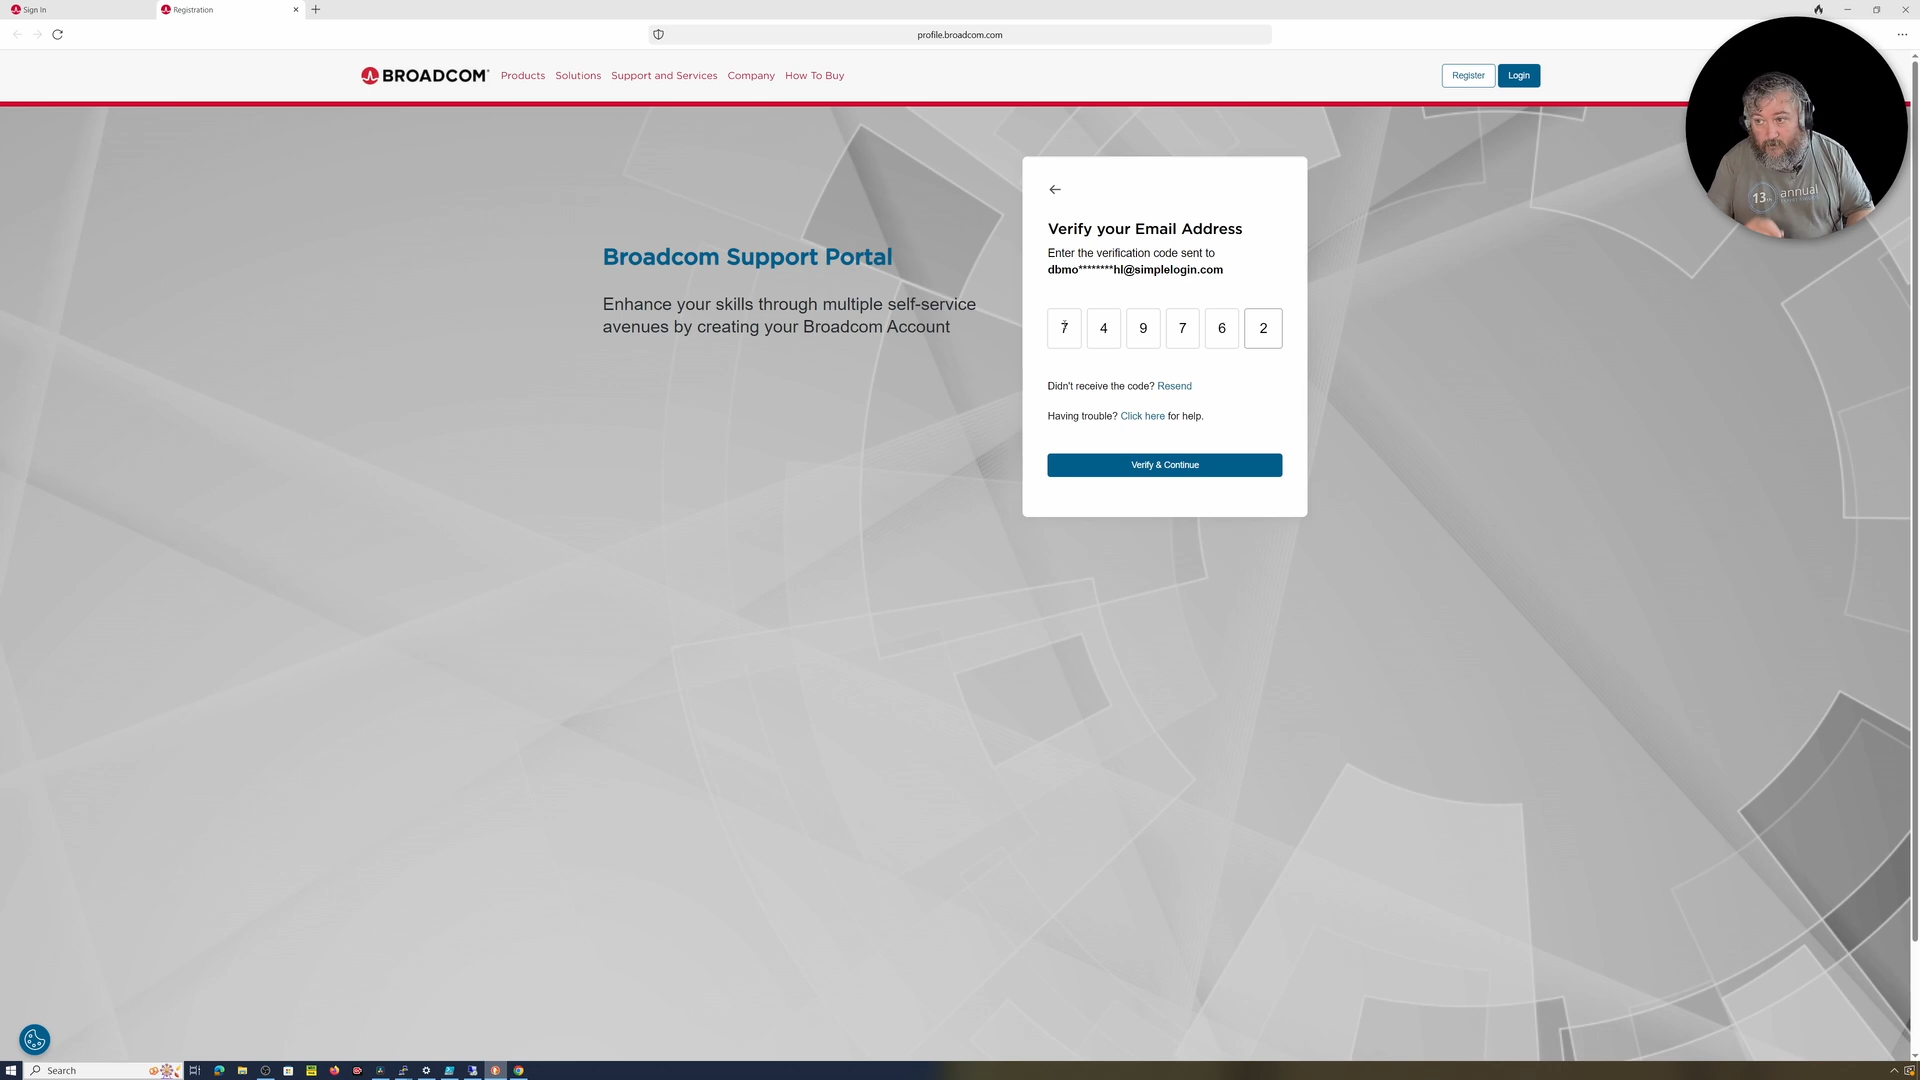 Sign In
Registration
profile.broadcom.com
BROADCOM
Products Solutions Support and Services Company How To Buy
Register Login
13th annual
Broadcom Support Portal
Enhance your skills through multiple self-service
avenues by creating your Broadcom Account
Verify your Email Address
Enter the verification code sent to
dbmo********hl@simplelogin.com
7 4 9 7 6 2
Didn't receive the code? Resend
Having trouble? Click here for help.
Verify & Continue
Search